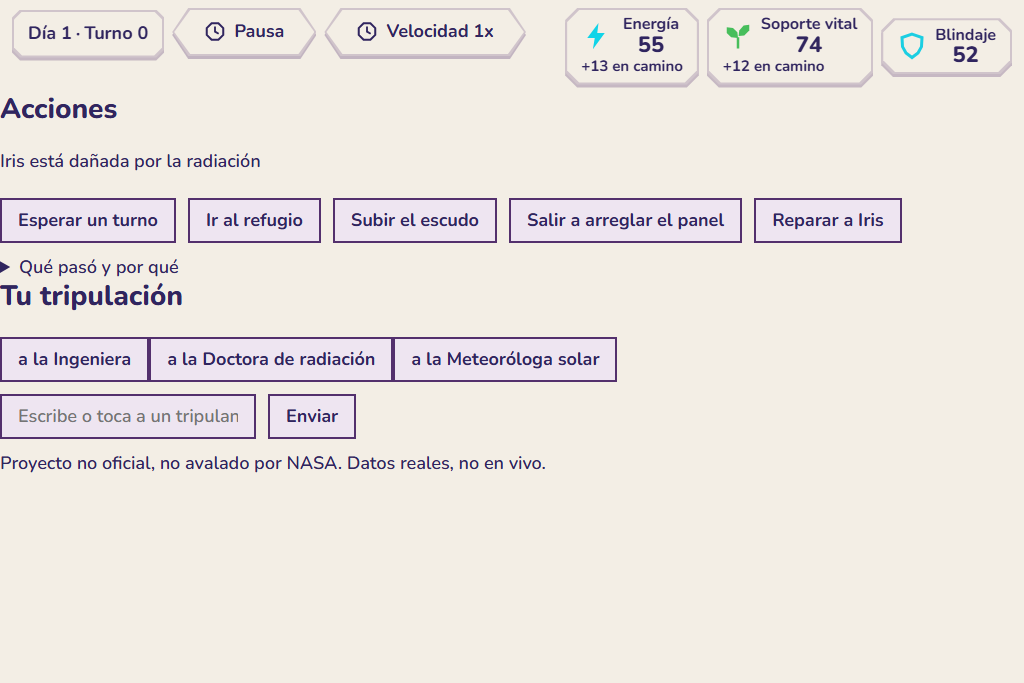 Día 1 · Turno 0
Pausa
Velocidad 1x
Energía
55
+13 en camino
Soporte vital
74
+12 en camino
Blindaje
52
Acciones
Iris está dañada por la radiación
Esperar un turno
Ir al refugio
Subir el escudo
Salir a arreglar el panel
Reparar a Iris
Qué pasó y por qué
Tu tripulación
a la Ingeniera
a la Doctora de radiación
a la Meteoróloga solar
Escribe o toca a un tripulan
Enviar
Proyecto no oficial, no avalado por NASA. Datos reales, no en vivo.